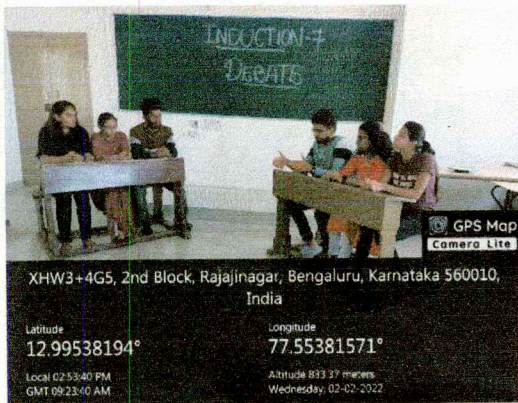 INDUCTION-7
DEBATE
GPS Map
Camera Lite
XHW3+4G5, 2nd Block, Rajajinagar, Bengaluru, Karnataka 560010,
India
Latitude
12.99538194°
Longitude
77.55381571°
Local 02:53:40 PM
GMT 09:23:40 AM
Altitude 833.37 meters
Wednesday, 02-02-2022